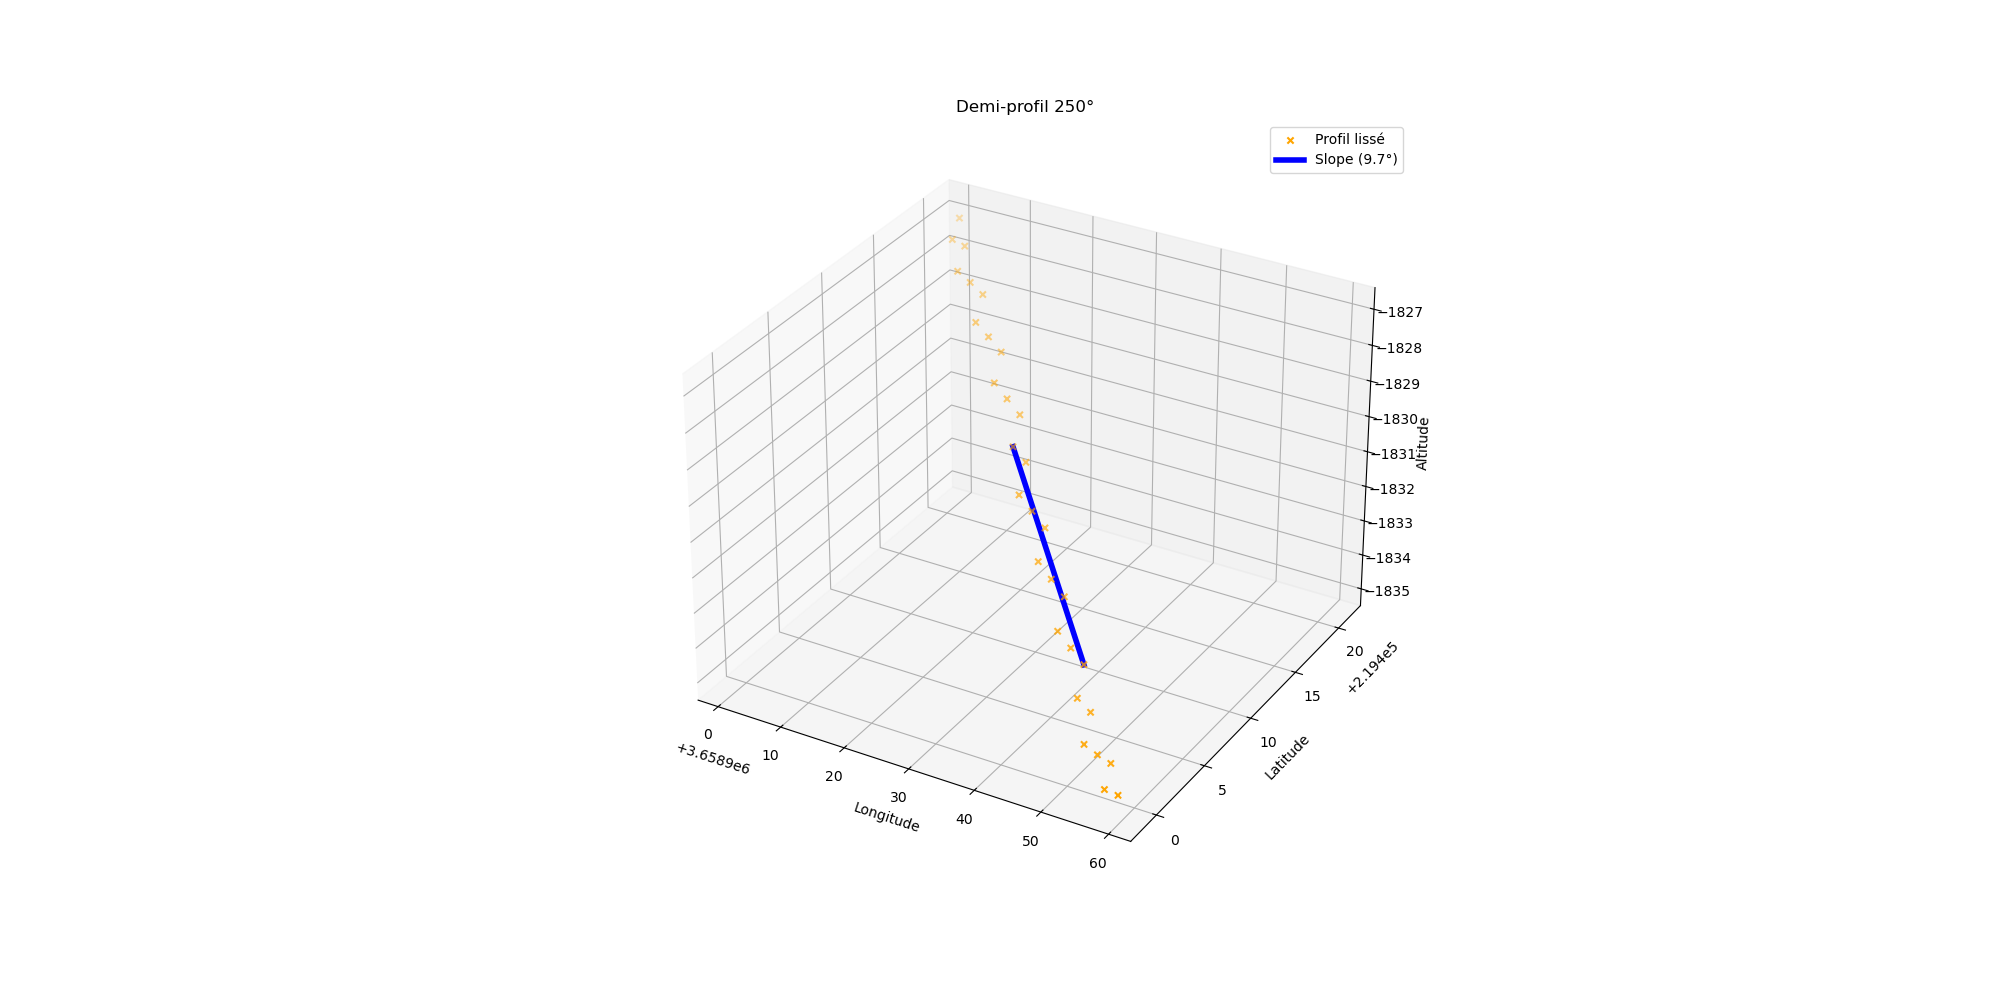 Demi-profil 250°
Profil lissé
Slope (9.7°)
−1827
−1828
−1829
−1830
−1831
−1832
−1833
−1834
−1835
Altitude
0
10
20
30
40
50
60
+3.6589e6
Longitude
0
5
10
15
20
+2.194e5
Latitude